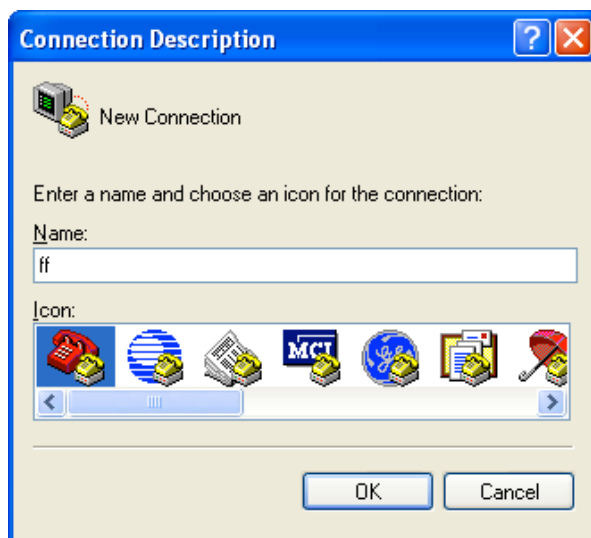 Connection Description
New Connection
Enter a name and choose an icon for the connection:
Name:
ff
Icon:
MCI
OK
Cancel